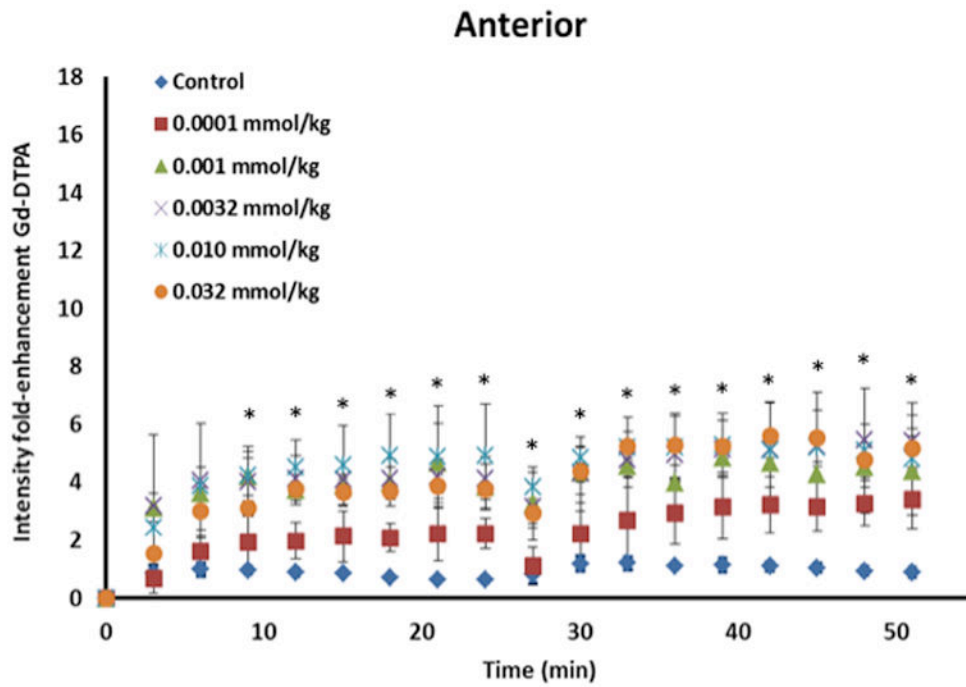 Anterior
Intensity fold-enhancement Gd-DTPA
18
16
14
12
10
8
6
4
2
0
Control
0.0001 mmol/kg
0.001 mmol/kg
0.0032 mmol/kg
0.010 mmol/kg
0.032 mmol/kg
* * * * * * * * * * * * * * *
0 10 20 30 40 50
Time (min)